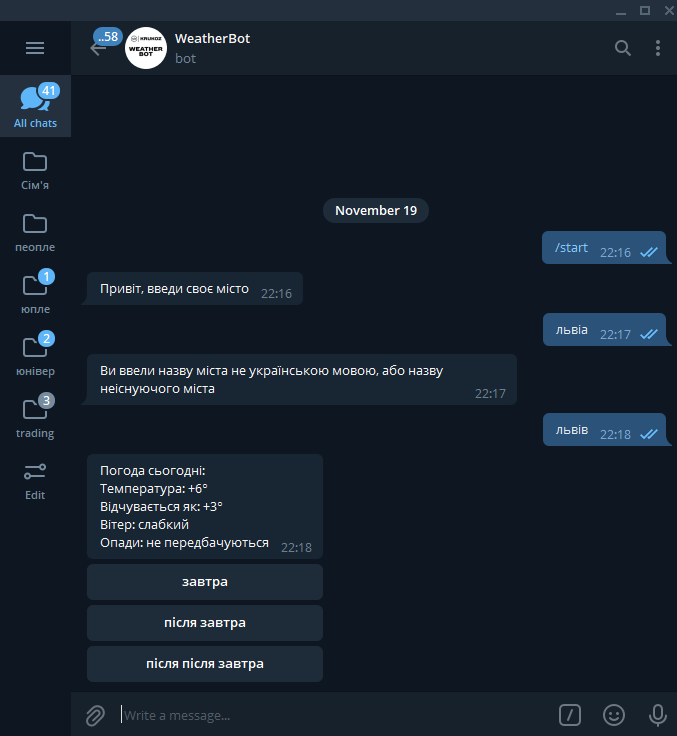 ..58
KRUKOZ
WEATHER
BOT
WeatherBot
bot
41
All chats
Сім'я
пеопле
1
юпле
2
юнівер
3
trading
Edit
November 19
/start 22:16
Привіт, введи своє місто 22:16
львіа 22:17
Ви ввели назву міста не українською мовою, або назву
неіснуючого міста 22:17
львів 22:18
Погода сьогодні:
Температура: +6°
Відчувається як: +3°
Вітер: слабкий
Опади: не передбачуються 22:18
завтра
після завтра
після після завтра
Write a message...